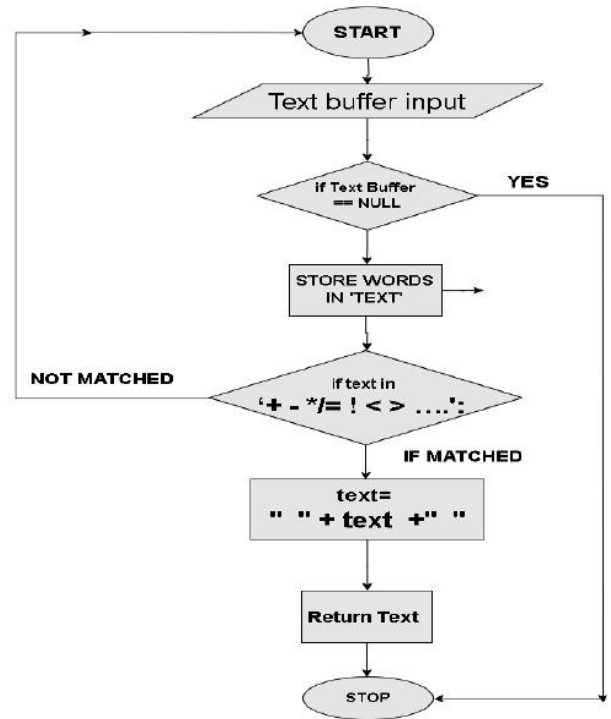 START
Text buffer input
if Text Buffer
== NULL
YES
STORE WORDS
IN 'TEXT'
NOT MATCHED
if text in
‘+ - */= ! < > ....’:
IF MATCHED
text=
" " + text +" "
Return Text
STOP